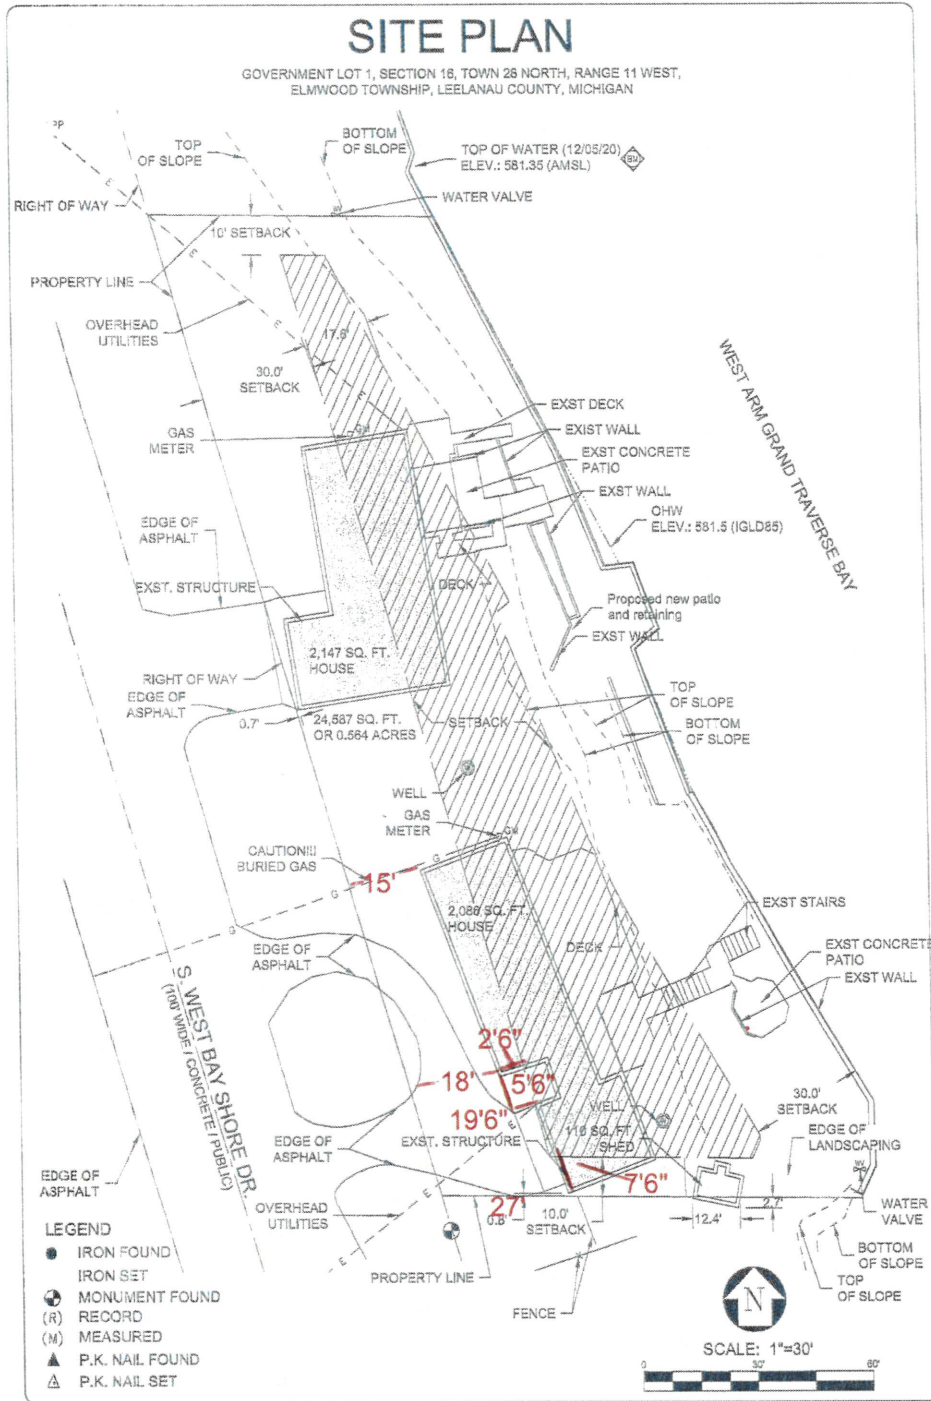 SITE PLAN
GOVERNMENT LOT 1, SECTION 16, TOWN 28 NORTH, RANGE 11 WEST,
ELMWOOD TOWNSHIP, LEELANAU COUNTY, MICHIGAN
PP
TOP
OF SLOPE
BOTTOM
OF SLOPE
TOP OF WATER (12/05/20)
ELEV.: 581.35 (AMSL)
BM
RIGHT OF WAY
WATER VALVE
10' SETBACK
PROPERTY LINE
OVERHEAD
UTILITIES
17.6'
30.0'
SETBACK
WEST ARM GRAND TRAVERSE BAY
GAS
METER
GM
EXST DECK
EXIST WALL
EXST CONCRETE
PATIO
EXST WALL
OHW
ELEV.: 581.5 (IGLD85)
EDGE OF
ASPHALT
EXST. STRUCTURE
DECK
Proposed new patio
and retaining
EXST WALL
2,147 SQ. FT.
HOUSE
RIGHT OF WAY
EDGE OF
ASPHALT
0.7'
24,587 SQ. FT.
OR 0.564 ACRES
SETBACK
TOP
OF SLOPE
BOTTOM
OF SLOPE
WELL
GAS
METER
GM
CAUTION!!!
BURIED GAS
15'
G
G
G
2,086 SQ. FT.
HOUSE
EXST STAIRS
EDGE OF
ASPHALT
DECK
EXST CONCRETE
PATIO
EXST WALL
S. WEST BAY SHORE DR.
(100' WIDE / CONCRETE / PUBLIC)
2'6"
18'
5'6"
19'6"
WELL
30.0'
SETBACK
EXST. STRUCTURE
116 SQ. FT.
SHED
EDGE OF
LANDSCAPING
EDGE OF
ASPHALT
EDGE OF
ASPHALT
7'6"
27'
OVERHEAD
UTILITIES
0.8'
10.0'
SETBACK
12.4'
2.7'
WATER
VALVE
BOTTOM
OF SLOPE
TOP
OF SLOPE
PROPERTY LINE
FENCE
LEGEND
IRON FOUND
IRON SET
MONUMENT FOUND
(R) RECORD
(M) MEASURED
P.K. NAIL FOUND
P.K. NAIL SET
N
SCALE: 1"=30'
0 30' 60'